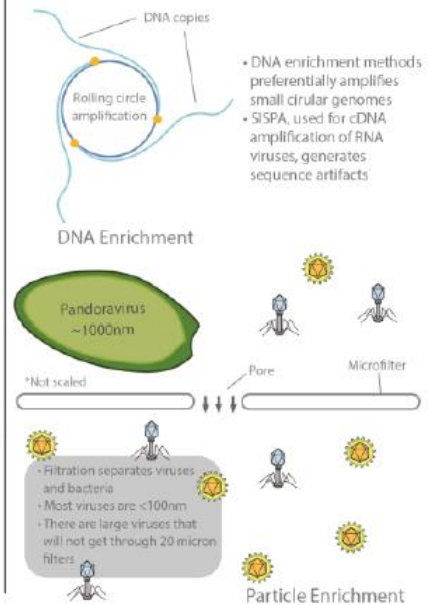 DNA copies
Rolling circle
amplification
• DNA enrichment methods
preferentially amplifies
small cirular genomes
• SISPA, used for cDNA
amplification of RNA
viruses, generates
sequence artifacts
DNA Enrichment
Pandoravirus
~1000nm
*Not scaled
Pore
Microfilter
• Filtration separates viruses
and bacteria
• Most viruses are <100nm
• There are large viruses that
will not get through 20 micron
filters
Particle Enrichment